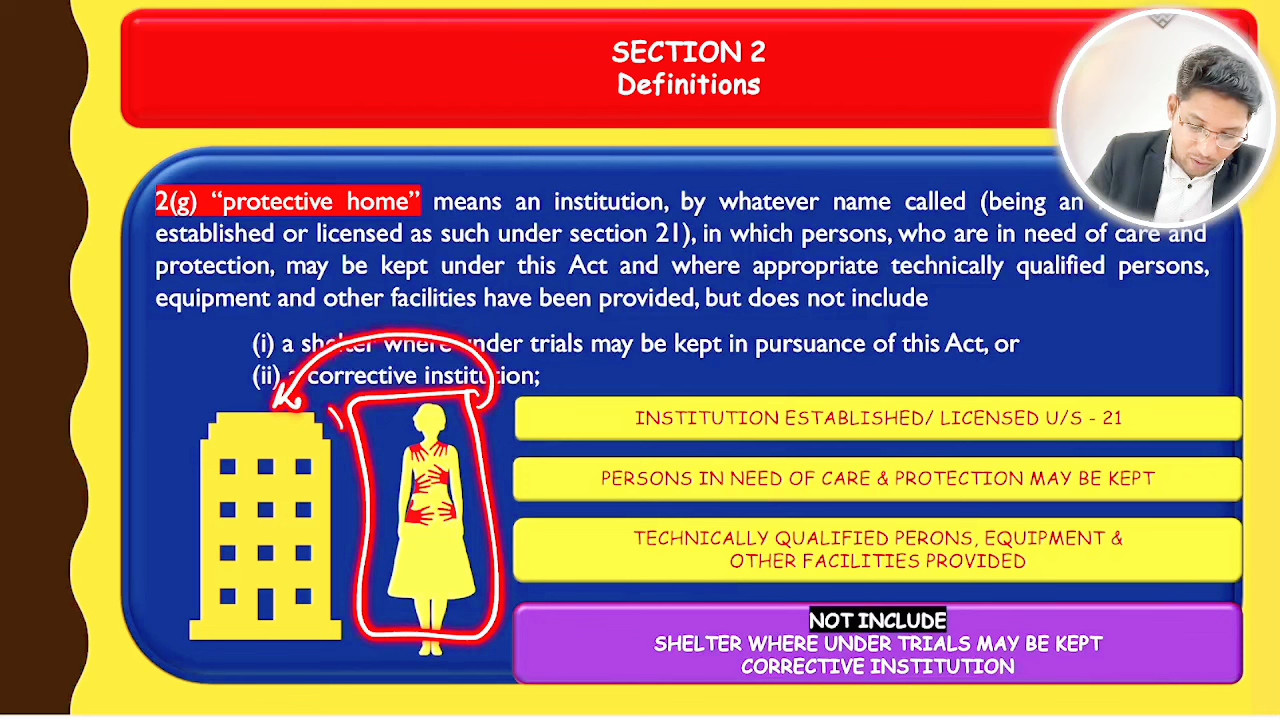 SECTION 2
Definitions
2(g) “protective home” means an institution, by whatever name called (being an
established or licensed as such under section 21), in which persons, who are in need of care and
protection, may be kept under this Act and where appropriate technically qualified persons,
equipment and other facilities have been provided, but does not include
(i) a shelter where under trials may be kept in pursuance of this Act, or
(ii) a corrective institution;
INSTITUTION ESTABLISHED/ LICENSED U/S - 21
PERSONS IN NEED OF CARE & PROTECTION MAY BE KEPT
TECHNICALLY QUALIFIED PERONS, EQUIPMENT &
OTHER FACILITIES PROVIDED
NOT INCLUDE
SHELTER WHERE UNDER TRIALS MAY BE KEPT
CORRECTIVE INSTITUTION